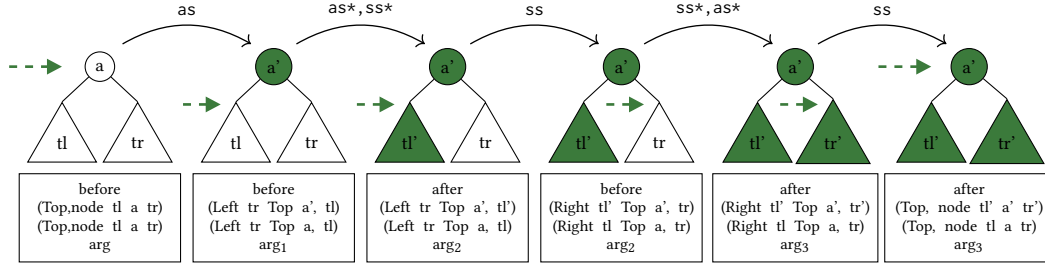 as
as*,ss*
ss
ss*,as*
ss
a
a'
a'
a'
a'
a'
tl
tr
tl
tr
tl'
tr
tl'
tr
tl'
tr'
tl'
tr'
before
(Top,node tl a tr)
(Top,node tl a tr)
arg
before
(Left tr Top a', tl)
(Left tr Top a, tl)
arg1
after
(Left tr Top a', tl')
(Left tr Top a, tl)
arg2
before
(Right tl' Top a', tr)
(Right tl Top a, tr)
arg2
after
(Right tl' Top a', tr')
(Right tl Top a, tr)
arg3
after
(Top, node tl' a' tr')
(Top, node tl a tr)
arg3